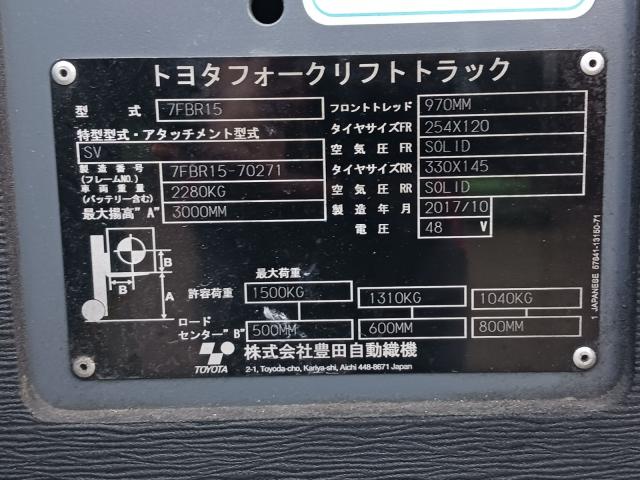 トヨタフォークリフトトラック
型式 7FBR15
特型型式・アタッチメント型式
SV
製造番号 (フレームNO.) 7FBR15-70271
車両重量 (バッテリー含む) 2280KG
最大揚高"A" 3000MM
フロントトレッド 970MM
タイヤサイズFR 254X120
空気圧 FR SOLID
タイヤサイズRR 330X145
空気圧 RR SOLID
製造年月 2017/10
電圧 48 V
B
B
A
最大荷重
許容荷重 1500KG 1310KG 1040KG
ロード
センター"B" 500MM 600MM 800MM
TOYOTA
株式会社豊田自動織機
2-1, Toyoda-cho, Kariya-shi, Aichi 448-8671 Japan
1 JAPANESE 57641-13150-71